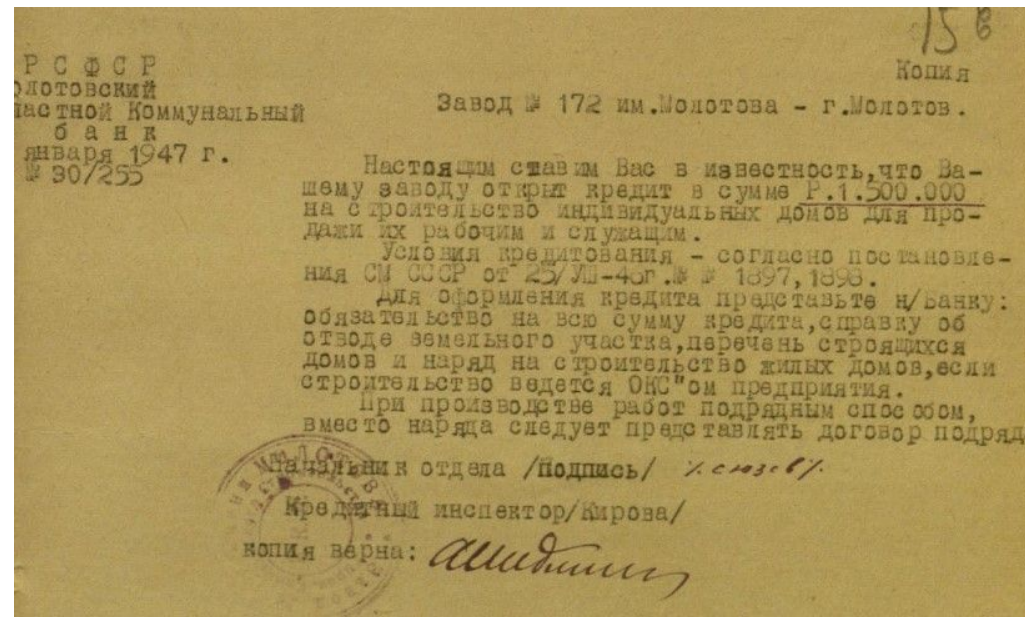 15
Копия
РСФСР
олотовский
ластной Коммунальный
банк
января 1947 г.
№ 30/255
Завод № 172 им.Молотова - г.Молотов.
Настоящим ставим Вас в известность,что Ва-
шему заводу открыт кредит в сумме Р.1.500.000
на строительство индивидуальных домов для про-
дажи их рабочим и служащим.
Условия кредитования - согласно постановле-
ния СМ СССР от 25/УШ-46г.№ № 1897,1898.
Для оформления кредита представьте н/Банку:
обязательство на всю сумму кредита,справку об
отводе земельного участка,перечень строящихся
домов и наряд на строительство жилых домов,если
строительство ведется ОКС"ом предприятия.
При производстве работ подрядным способом,
вместо наряда следует представлять договор подряд
Начальник отдела /Подпись/
Кредитный инспектор/Кирова/
копия верна: